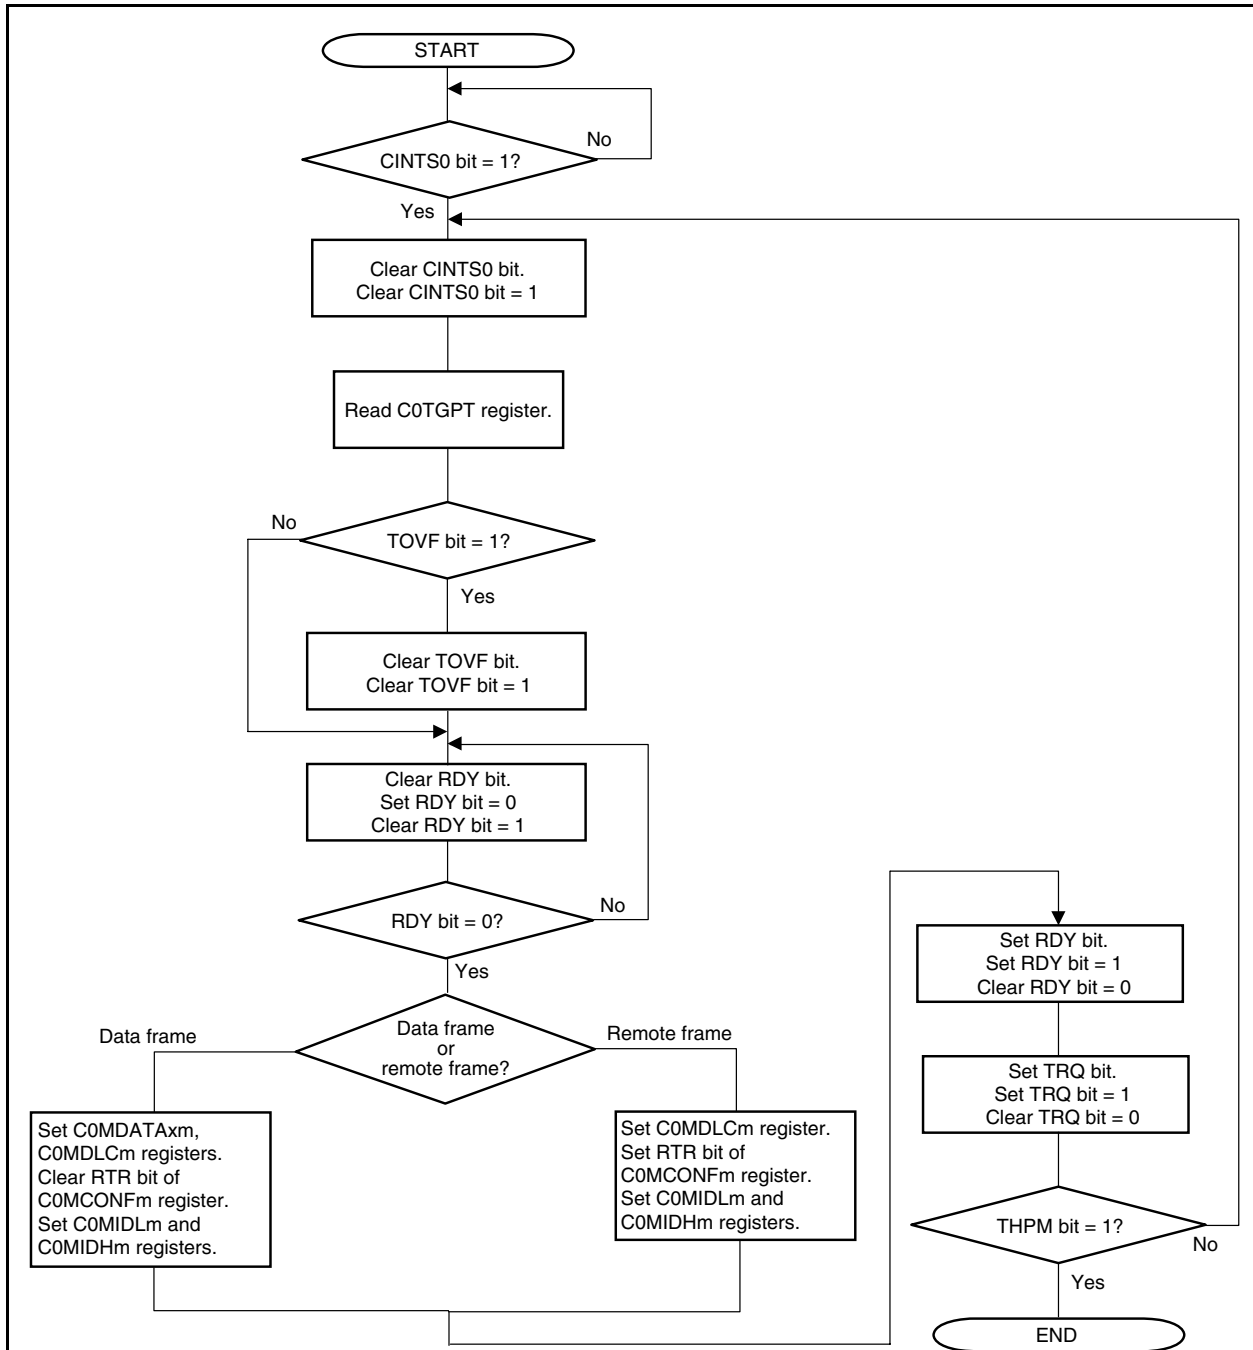 START
No
CINTS0 bit = 1?
Yes
Clear CINTS0 bit.
Clear CINTS0 bit = 1
Read C0TGPT register.
No
TOVF bit = 1?
Yes
Clear TOVF bit.
Clear TOVF bit = 1
Clear RDY bit.
Set RDY bit = 0
Clear RDY bit = 1
No
RDY bit = 0?
Yes
Data frame
Data frame
or
remote frame?
Remote frame
Set C0MDATAxm,
C0MDLCm registers.
Clear RTR bit of
C0MCONFm register.
Set C0MIDLm and
C0MIDHm registers.
Set C0MDLCm register.
Set RTR bit of
C0MCONFm register.
Set C0MIDLm and
C0MIDHm registers.
Set RDY bit.
Set RDY bit = 1
Clear RDY bit = 0
Set TRQ bit.
Set TRQ bit = 1
Clear TRQ bit = 0
THPM bit = 1?
No
Yes
END